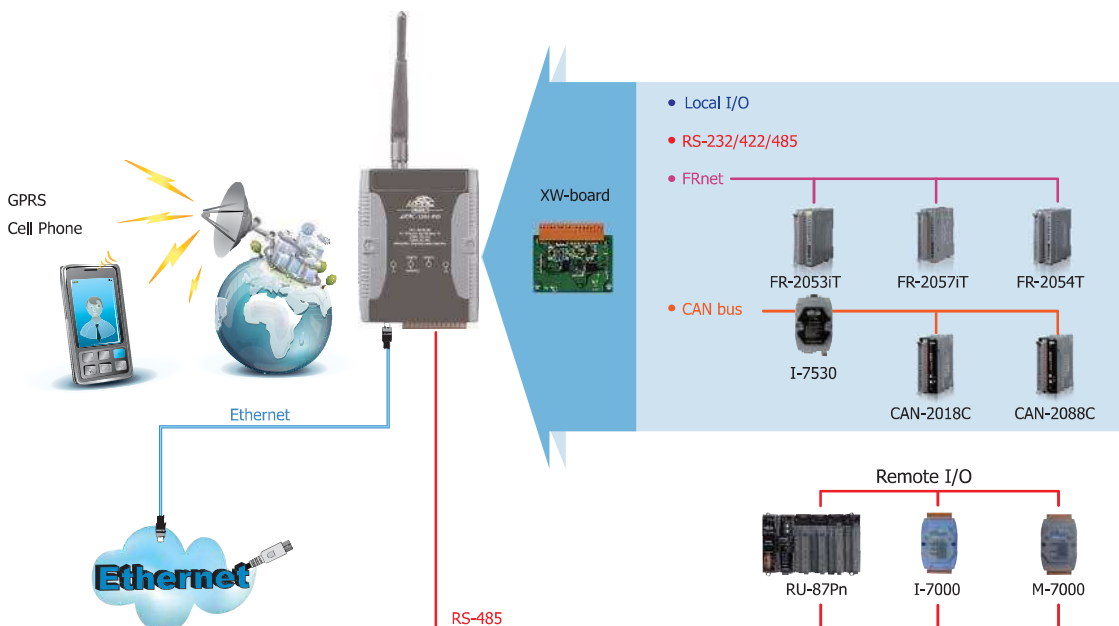 GPRS
Cell Phone
XW-board
Local I/O
RS-232/422/485
FRnet
FR-2053iT
FR-2057iT
FR-2054T
CAN bus
I-7530
CAN-2018C
CAN-2088C
Ethernet
Ethernet
RS-485
Remote I/O
RU-87Pn
I-7000
M-7000